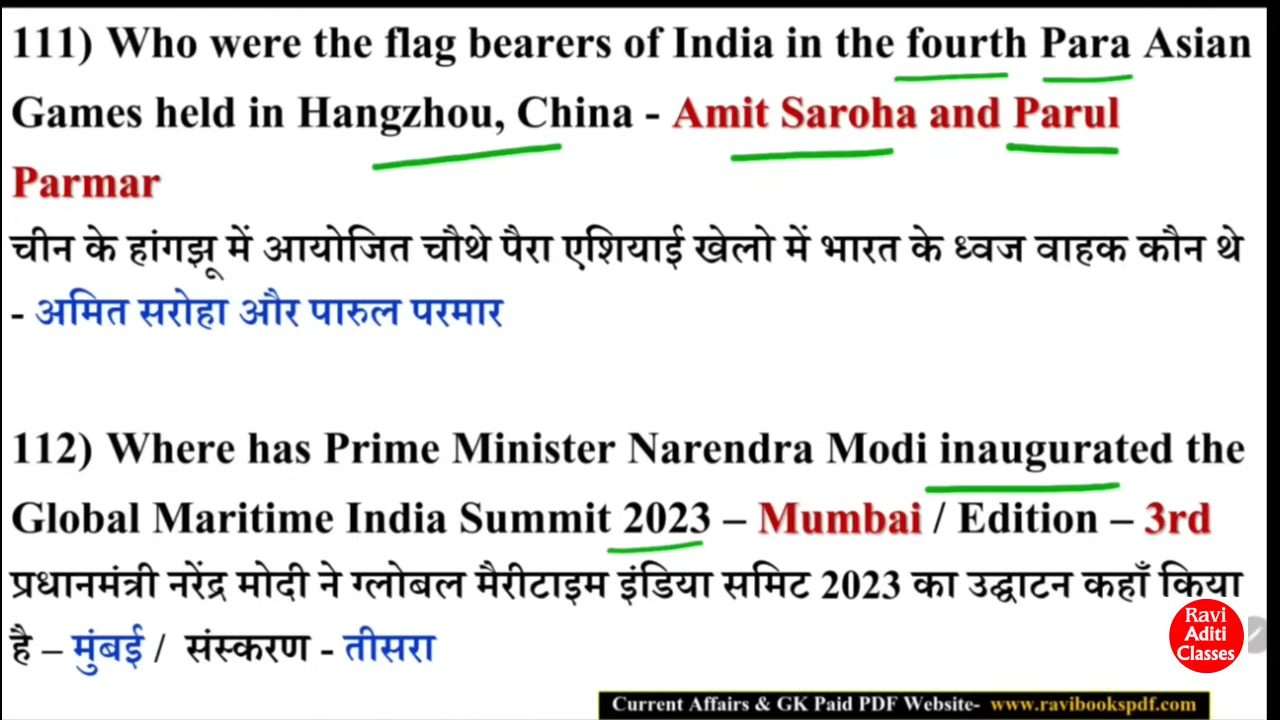 111) Who were the flag bearers of India in the fourth Para Asian
Games held in Hangzhou, China - Amit Saroha and Parul
Parmar
चीन के हांगझू में आयोजित चौथे पैरा एशियाई खेलो में भारत के ध्वज वाहक कौन थे
- अमित सरोहा और पारुल परमार
112) Where has Prime Minister Narendra Modi inaugurated the
Global Maritime India Summit 2023 – Mumbai / Edition – 3rd
प्रधानमंत्री नरेंद्र मोदी ने ग्लोबल मैरीटाइम इंडिया समिट 2023 का उद्घाटन कहाँ किया
है – मुंबई / संस्करण - तीसरा
Ravi
Aditi
Classes
Current Affairs & GK Paid PDF Website- www.ravibookspdf.com